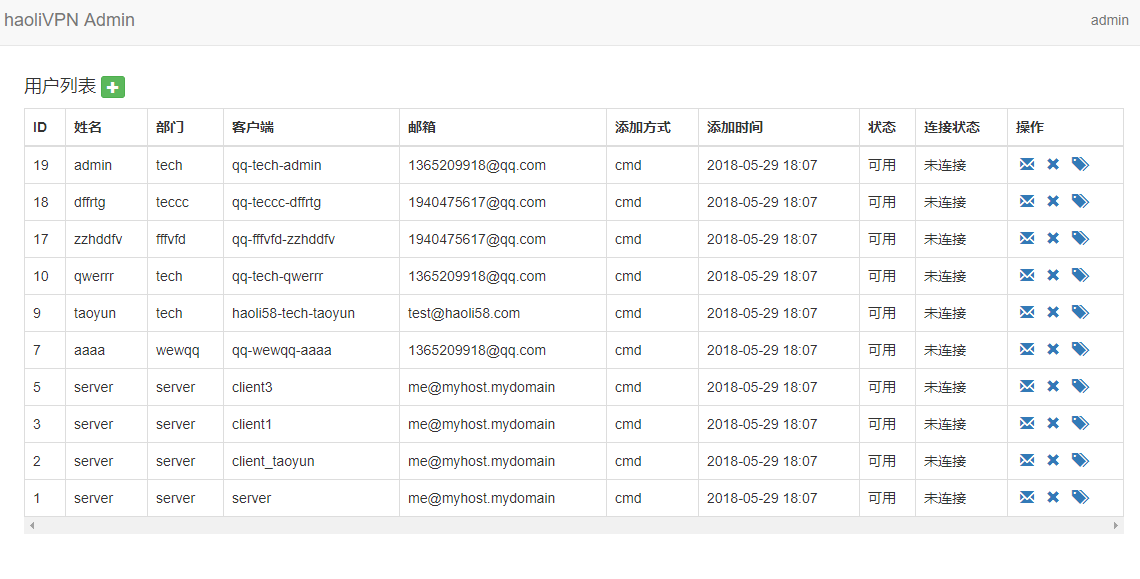 haoliVPN Admin admin
用户列表
ID 姓名 部门 客户端 邮箱 添加方式 添加时间 状态 连接状态 操作
19 admin tech qq-tech-admin 1365209918@qq.com cmd 2018-05-29 18:07 可用 未连接
18 dffrtg teccc qq-teccc-dffrtg 1940475617@qq.com cmd 2018-05-29 18:07 可用 未连接
17 zzhddfv fffvfd qq-fffvfd-zzhddfv 1940475617@qq.com cmd 2018-05-29 18:07 可用 未连接
10 qwerrr tech qq-tech-qwerrr 1365209918@qq.com cmd 2018-05-29 18:07 可用 未连接
9 taoyun tech haoli58-tech-taoyun test@haoli58.com cmd 2018-05-29 18:07 可用 未连接
7 aaaa wewqq qq-wewqq-aaaa 1365209918@qq.com cmd 2018-05-29 18:07 可用 未连接
5 server server client3 me@myhost.mydomain cmd 2018-05-29 18:07 可用 未连接
3 server server client1 me@myhost.mydomain cmd 2018-05-29 18:07 可用 未连接
2 server server client_taoyun me@myhost.mydomain cmd 2018-05-29 18:07 可用 未连接
1 server server server me@myhost.mydomain cmd 2018-05-29 18:07 可用 未连接